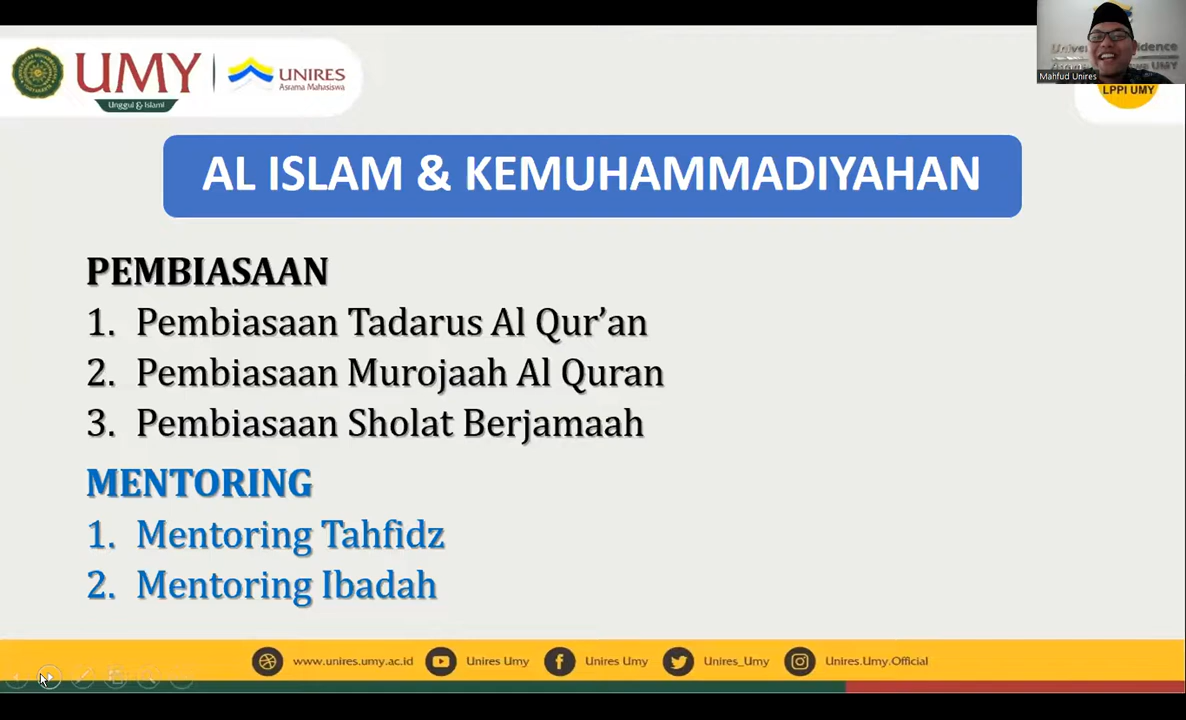 UMY
Unggul & Islami
UNIRES
Asrama Mahasiswa
Mahfud Unires
LPPI UMY
AL ISLAM & KEMUHAMMADIYAHAN
PEMBIASAAN
1. Pembiasaan Tadarus Al Qur’an
2. Pembiasaan Murojaah Al Quran
3. Pembiasaan Sholat Berjamaah
MENTORING
1. Mentoring Tahfidz
2. Mentoring Ibadah
www.unires.umy.ac.id
Unires Umy
Unires Umy
Unires_Umy
Unires.Umy.Official